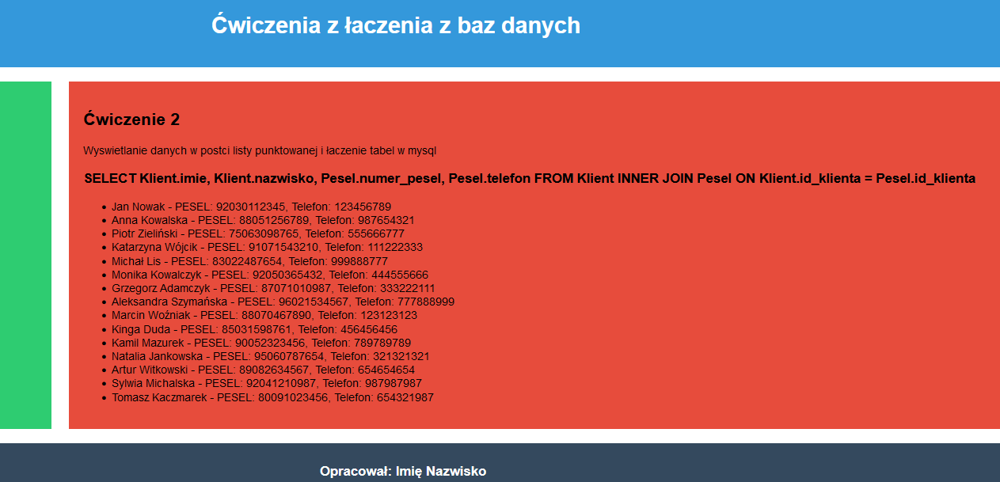 Ćwiczenia z łaczenia z baz danych
Ćwiczenie 2
Wyswietlanie danych w postci listy punktowanej i łaczenie tabel w mysql
SELECT Klient.imie, Klient.nazwisko, Pesel.numer_pesel, Pesel.telefon FROM Klient INNER JOIN Pesel ON Klient.id_klienta = Pesel.id_klienta
• Jan Nowak - PESEL: 92030112345, Telefon: 123456789
• Anna Kowalska - PESEL: 88051256789, Telefon: 987654321
• Piotr Zieliński - PESEL: 75063098765, Telefon: 555666777
• Katarzyna Wójcik - PESEL: 91071543210, Telefon: 111222333
• Michał Lis - PESEL: 83022487654, Telefon: 999888777
• Monika Kowalczyk - PESEL: 92050365432, Telefon: 444555666
• Grzegorz Adamczyk - PESEL: 87071010987, Telefon: 333222111
• Aleksandra Szymańska - PESEL: 96021534567, Telefon: 777888999
• Marcin Woźniak - PESEL: 88070467890, Telefon: 123123123
• Kinga Duda - PESEL: 85031598761, Telefon: 456456456
• Kamil Mazurek - PESEL: 90052323456, Telefon: 789789789
• Natalia Jankowska - PESEL: 95060787654, Telefon: 321321321
• Artur Witkowski - PESEL: 89082634567, Telefon: 654654654
• Sylwia Michalska - PESEL: 92041210987, Telefon: 987987987
• Tomasz Kaczmarek - PESEL: 80091023456, Telefon: 654321987
Opracował: Imię Nazwisko